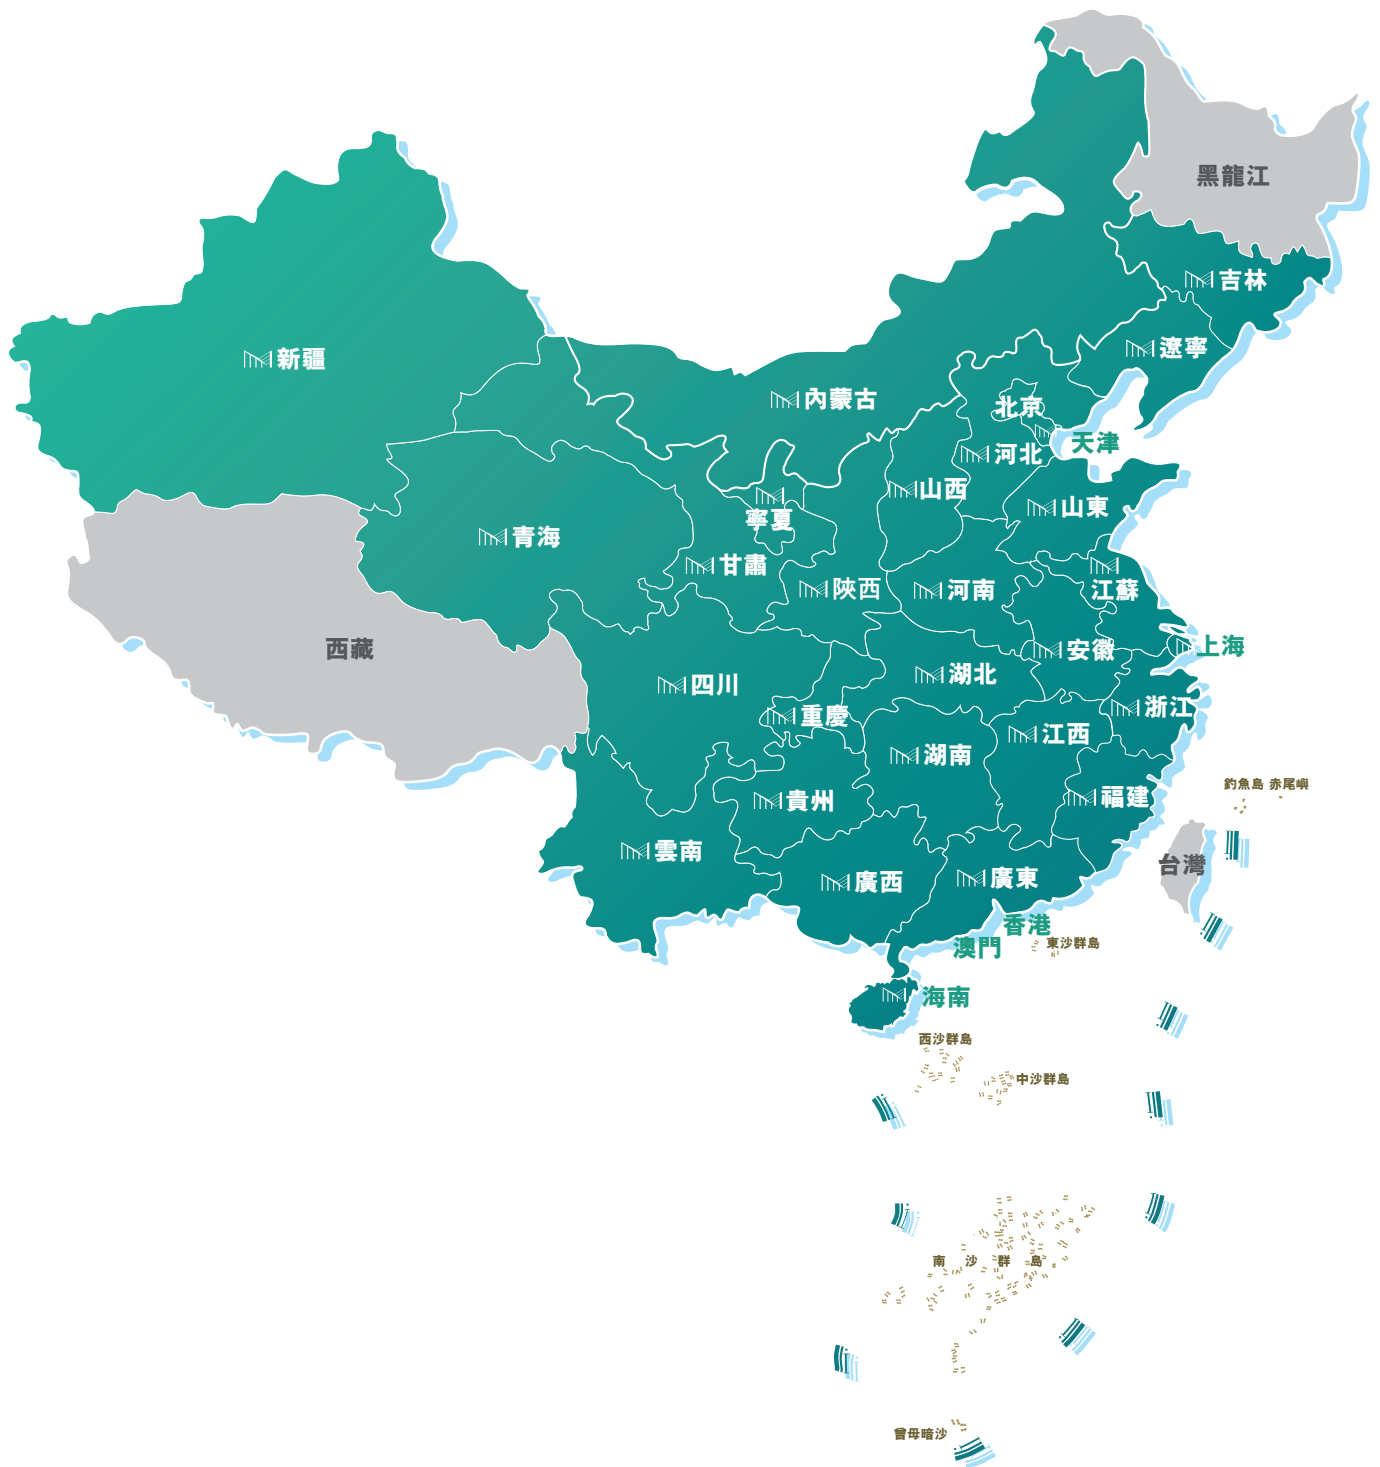 黑龍江
吉林
遼寧
新疆
內蒙古
北京
天津
河北
山西
山東
寧夏
青海
甘肅
陝西
河南
江蘇
西藏
安徽
上海
四川
湖北
重慶
浙江
江西
湖南
貴州
福建
釣魚島 赤尾嶼
雲南
台灣
廣西
廣東
香港
澳門
東沙群島
海南
西沙群島
中沙群島
南沙群島
曾母暗沙